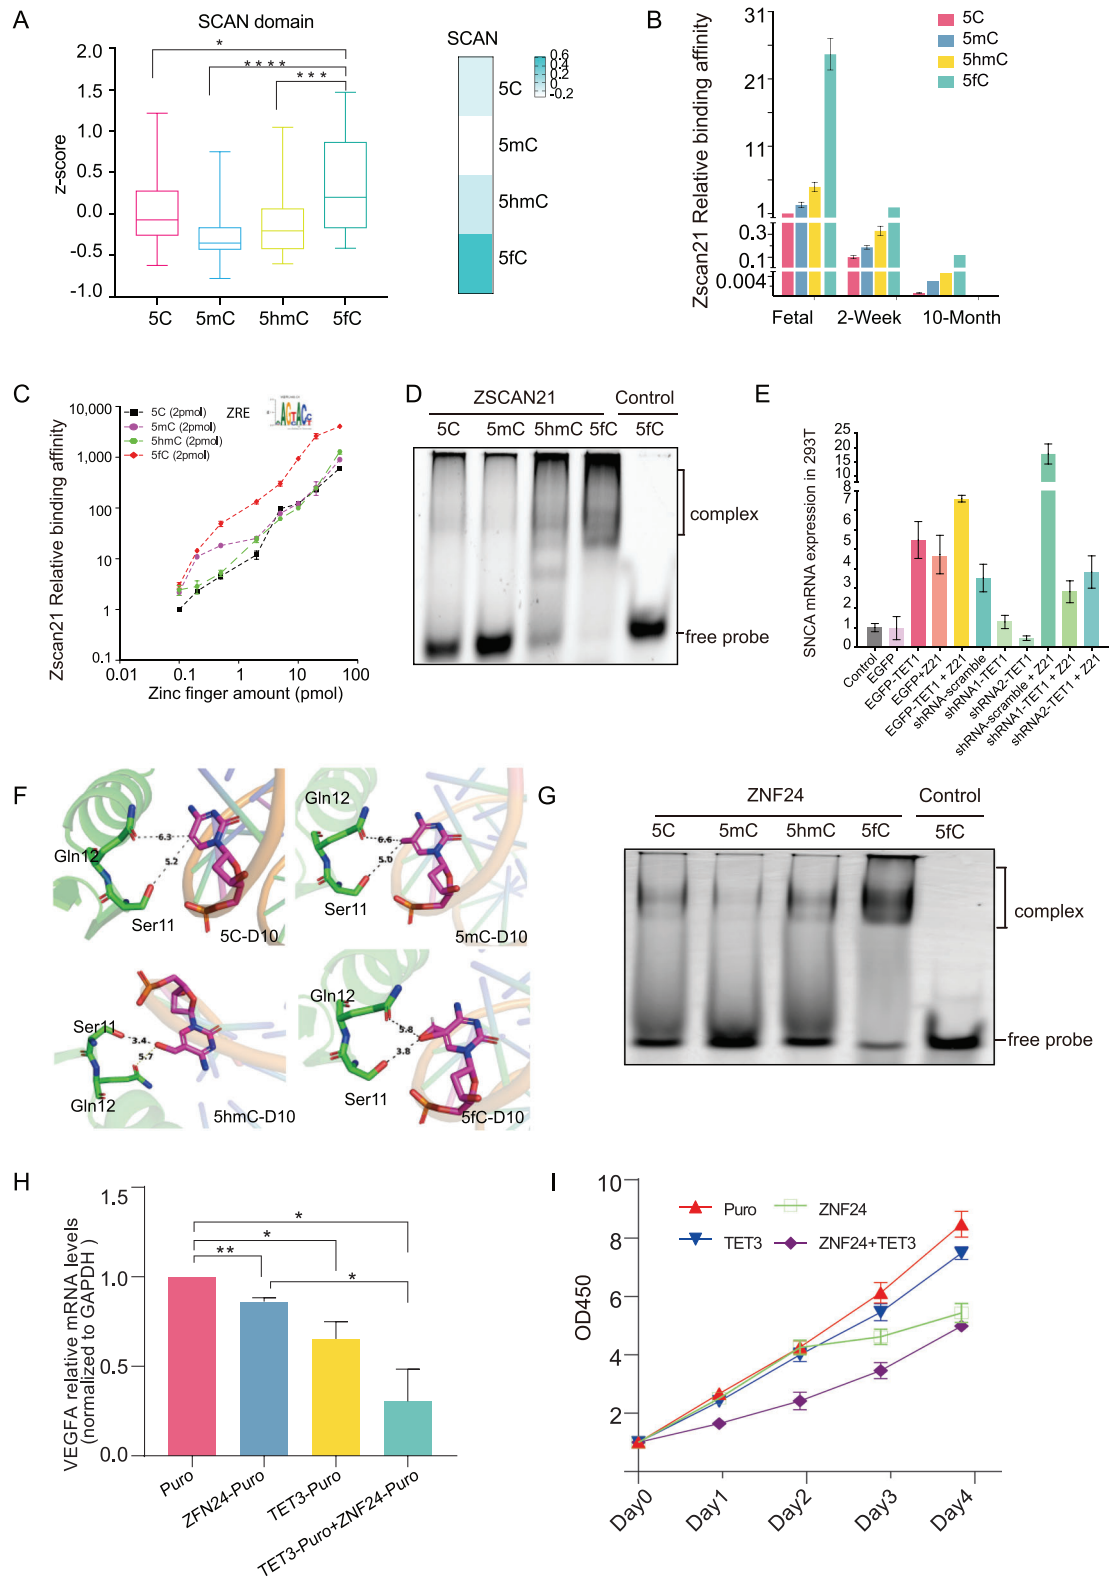 A
SCAN domain
z-score
2.0
1.5
1.0
0.5
0.0
-0.5
-1.0
*
****
***
5C
5mC
5hmC
5fC
SCAN
0.6
0.4
0.2
0
-0.2
5C
5mC
5hmC
5fC
B
Zscan21 Relative binding affinity
31
21
11
1
0.3
0.1
0.004
5C
5mC
5hmC
5fC
Fetal
2-Week
10-Month
C
Zscan21 Relative binding affinity
10,000
1,000
100
10
1
0.1
5C (2pmol)
5mC (2pmol)
5hmC (2pmol)
5fC (2pmol)
ZRE
0.01
0.1
1
10
100
Zinc finger amount (pmol)
D
ZSCAN21
Control
5C
5mC
5hmC
5fC
5fC
complex
free probe
E
SNCA mRNA expression in 293T
25
20
15
10
8
7
6
5
4
3
2
1
0
Control
EGFP
EGFP-TET1
EGFP+Z21
EGFP-TET1 + Z21
shRNA-scramble
shRNA1-TET1
shRNA2-TET1
shRNA-scramble + Z21
shRNA1-TET1 + Z21
shRNA2-TET1 + Z21
F
Gln12
6.3
5.2
Ser11
5C-D10
Gln12
6.6
5.0
Ser11
5mC-D10
Ser11
3.4
5.7
Gln12
5hmC-D10
Gln12
5.8
3.8
Ser11
5fC-D10
G
ZNF24
Control
5C
5mC
5hmC
5fC
5fC
complex
free probe
H
VEGFA relative mRNA levels
(normalized to GAPDH )
1.5
1.0
0.5
0.0
*
*
**
*
Puro
ZFN24-Puro
TET3-Puro
TET3-Puro+ZNF24-Puro
I
OD450
10
8
6
4
2
Puro
ZNF24
TET3
ZNF24+TET3
Day0
Day1
Day2
Day3
Day4